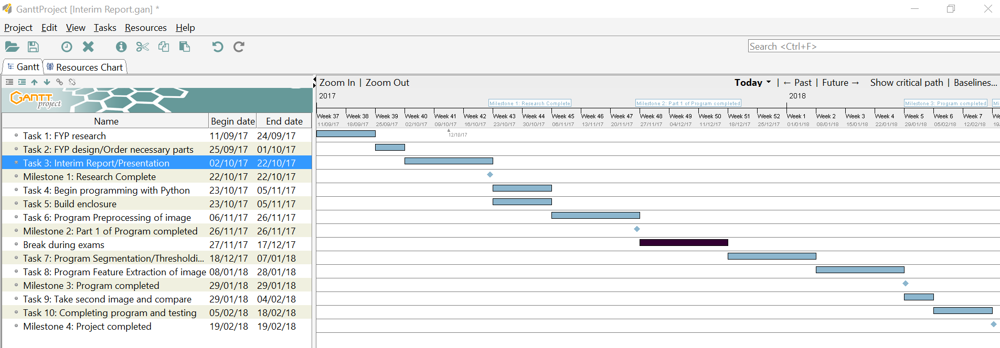 GanttProject [Interim Report.gan] *
Project Edit View Tasks Resources Help
Search <Ctrl+F>
Gantt Resources Chart
Zoom In | Zoom Out Today | ← Past | Future → Show critical path | Baselines...
GANTT project
2017 2018
Milestone 1: Research Complete Milestone 2: Part 1 of Program completed Milestone 3: Program completed Mi
Week 37 Week 38 Week 39 Week 40 Week 41 Week 42 Week 43 Week 44 Week 45 Week 46 Week 47 Week 48 Week 49 Week 50 Week 51 Week 52 Week 1 Week 2 Week 3 Week 4 Week 5 Week 6 Week 7 We
11/09/17 18/09/17 25/09/17 02/10/17 09/10/17 16/10/17 23/10/17 30/10/17 06/11/17 13/11/17 20/11/17 27/11/17 04/12/17 11/12/17 18/12/17 25/12/17 01/01/18 08/01/18 15/01/18 22/01/18 29/01/18 05/02/18 12/02/18 19/
12/10/17
Name Begin date End date
Task 1: FYP research 11/09/17 24/09/17
Task 2: FYP design/Order necessary parts 25/09/17 01/10/17
Task 3: Interim Report/Presentation 02/10/17 22/10/17
Milestone 1: Research Complete 22/10/17 22/10/17
Task 4: Begin programming with Python 23/10/17 05/11/17
Task 5: Build enclosure 23/10/17 05/11/17
Task 6: Program Preprocessing of image 06/11/17 26/11/17
Milestone 2: Part 1 of Program completed 26/11/17 26/11/17
Break during exams 27/11/17 17/12/17
Task 7: Program Segmentation/Thresholdi... 18/12/17 07/01/18
Task 8: Program Feature Extraction of image 08/01/18 28/01/18
Milestone 3: Program completed 29/01/18 29/01/18
Task 9: Take second image and compare 29/01/18 04/02/18
Task 10: Completing program and testing 05/02/18 18/02/18
Milestone 4: Project completed 19/02/18 19/02/18